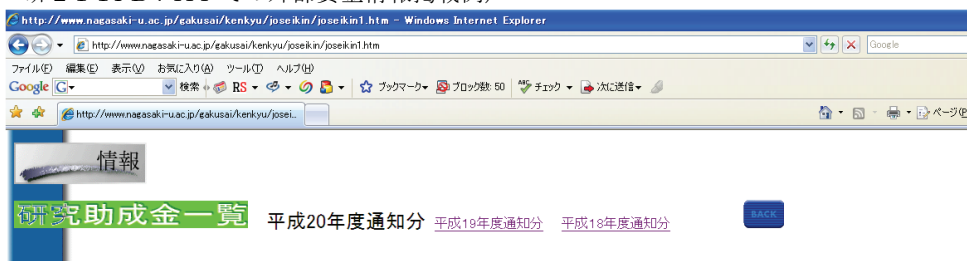 http://www.nagasaki-u.ac.jp/gakusai/kenkyu/joseikin/joseikin1.htm - Windows Internet Explorer
http://www.nagasaki-u.ac.jp/gakusai/kenkyu/joseikin/joseikin1.htm Google
ファイル(F) 編集(E) 表示(V) お気に入り(A) ツール(T) ヘルプ(H)
Google G 検索 RS ブックマーク ブロック数: 50 チェック 次に送信
http://www.nagasaki-u.ac.jp/gakusai/kenkyu/josei... ページ(P
情報
研究助成金一覧 平成20年度通知分 平成19年度通知分 平成18年度通知分 BACK